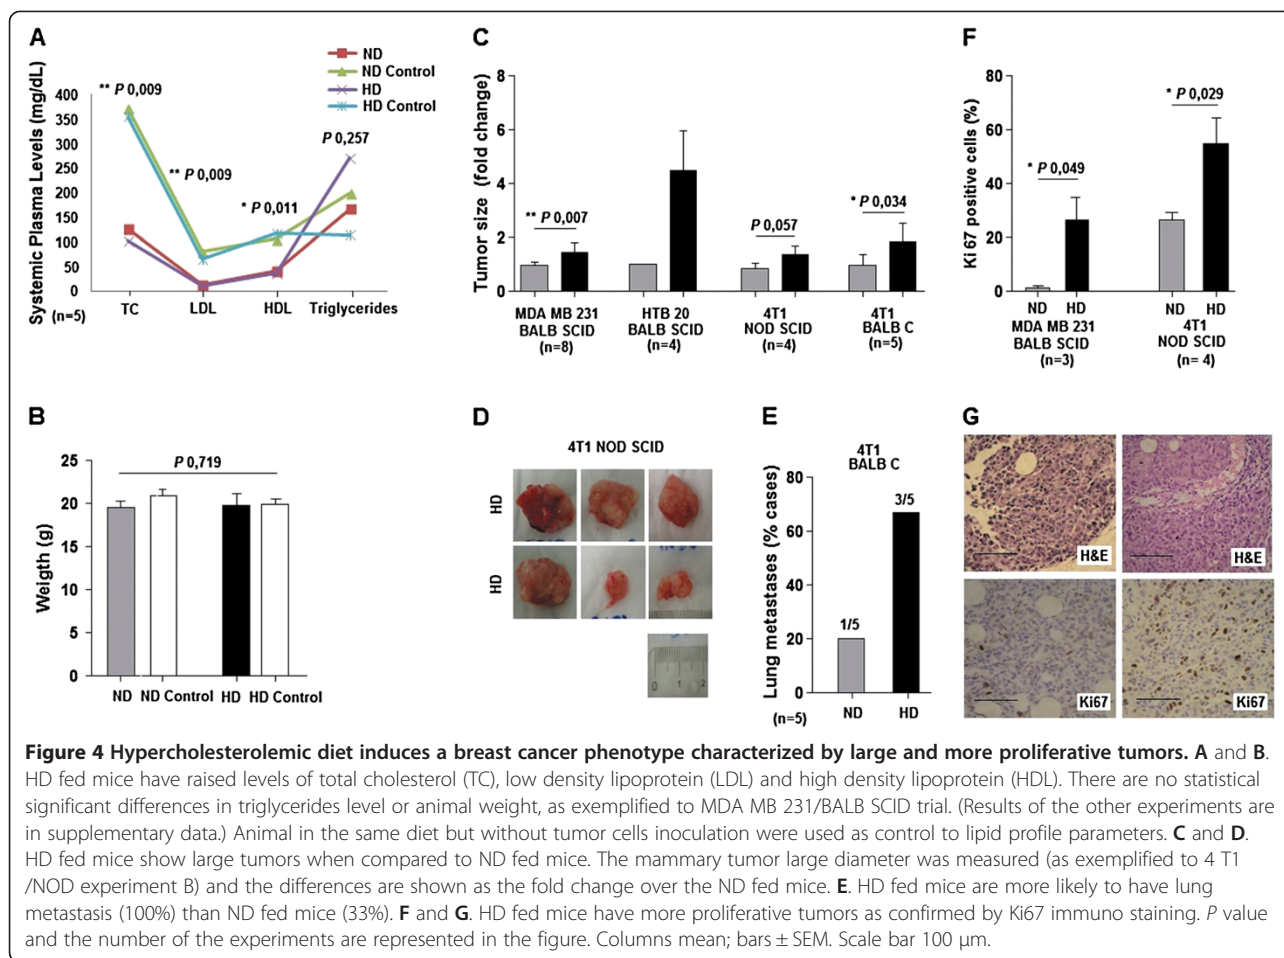 A
ND
ND Control
HD
HD Control
Systemic Plasma Levels (mg/dL)
400
350
300
250
200
150
100
50
0
** P 0,009
** P 0,009
* P 0,011
P 0,257
(n=5)
TC
LDL
HDL
Triglycerides
B
Weigth (g)
25
20
15
10
5
0
P 0,719
ND
ND Control
HD
HD Control
C
Tumor size (fold change)
8
6
4
2
0
** P 0,007
P 0,057
* P 0,034
MDA MB 231
BALB SCID
(n=8)
HTB 20
BALB SCID
(n=4)
4T1
NOD SCID
(n=4)
4T1
BALB C
(n=5)
D
4T1 NOD SCID
HD
HD
0 1 2
E
4T1
BALB C
Lung metastases (% cases)
80
60
40
20
0
1/5
3/5
(n=5)
ND
HD
F
Ki 67 positive cells (%)
80
60
40
20
0
* P 0,049
* P 0,029
ND HD
MDA MB 231
BALB SCID
(n=3)
ND HD
4T1
NOD SCID
(n= 4)
G
H&E
H&E
Ki67
Ki67
Figure 4 Hypercholesterolemic diet induces a breast cancer phenotype characterized by large and more proliferative tumors. A and B.
HD fed mice have raised levels of total cholesterol (TC), low density lipoprotein (LDL) and high density lipoprotein (HDL). There are no statistical
significant differences in triglycerides level or animal weight, as exemplified to MDA MB 231/BALB SCID trial. (Results of the other experiments are
in supplementary data.) Animal in the same diet but without tumor cells inoculation were used as control to lipid profile parameters. C and D.
HD fed mice show large tumors when compared to ND fed mice. The mammary tumor large diameter was measured (as exemplified to 4 T1
/NOD experiment B) and the differences are shown as the fold change over the ND fed mice. E. HD fed mice are more likely to have lung
metastasis (100%) than ND fed mice (33%). F and G. HD fed mice have more proliferative tumors as confirmed by Ki67 immuno staining. P value
and the number of the experiments are represented in the figure. Columns mean; bars ± SEM. Scale bar 100 μm.